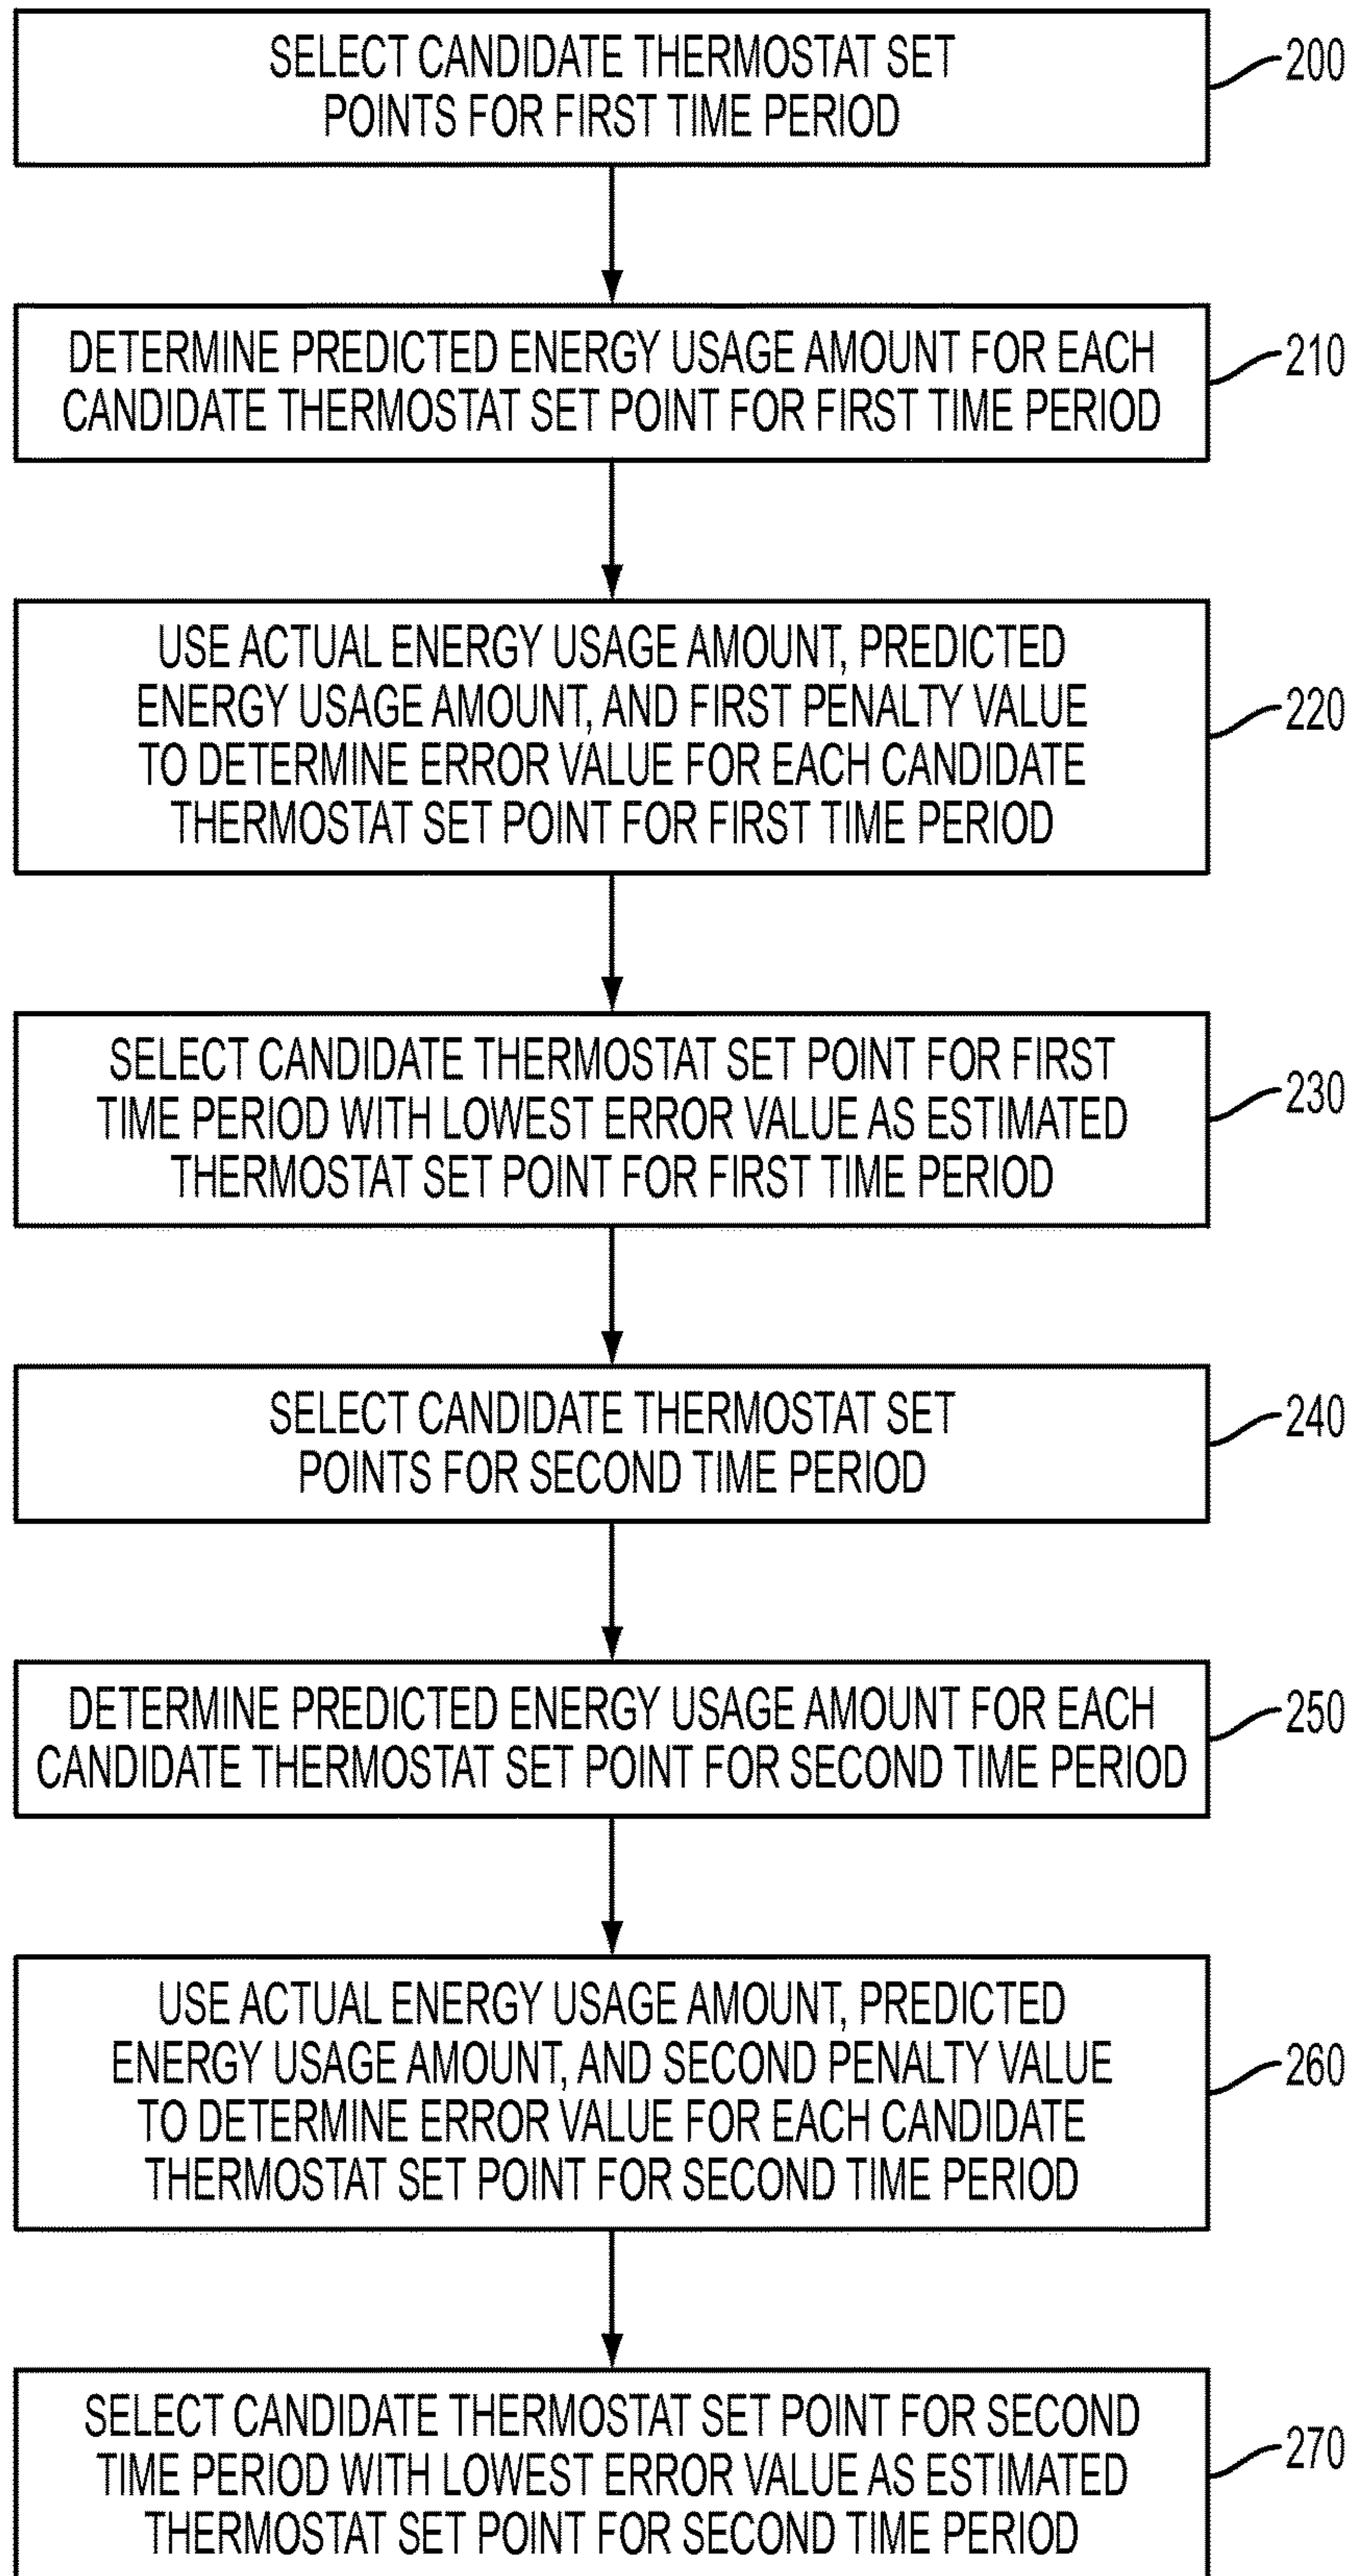 SELECT CANDIDATE THERMOSTAT SET
POINTS FOR FIRST TIME PERIOD
200
DETERMINE PREDICTED ENERGY USAGE AMOUNT FOR EACH
CANDIDATE THERMOSTAT SET POINT FOR FIRST TIME PERIOD
210
USE ACTUAL ENERGY USAGE AMOUNT, PREDICTED
ENERGY USAGE AMOUNT, AND FIRST PENALTY VALUE
TO DETERMINE ERROR VALUE FOR EACH CANDIDATE
THERMOSTAT SET POINT FOR FIRST TIME PERIOD
220
SELECT CANDIDATE THERMOSTAT SET POINT FOR FIRST
TIME PERIOD WITH LOWEST ERROR VALUE AS ESTIMATED
THERMOSTAT SET POINT FOR FIRST TIME PERIOD
230
SELECT CANDIDATE THERMOSTAT SET
POINTS FOR SECOND TIME PERIOD
240
DETERMINE PREDICTED ENERGY USAGE AMOUNT FOR EACH
CANDIDATE THERMOSTAT SET POINT FOR SECOND TIME PERIOD
250
USE ACTUAL ENERGY USAGE AMOUNT, PREDICTED
ENERGY USAGE AMOUNT, AND SECOND PENALTY VALUE
TO DETERMINE ERROR VALUE FOR EACH CANDIDATE
THERMOSTAT SET POINT FOR SECOND TIME PERIOD
260
SELECT CANDIDATE THERMOSTAT SET POINT FOR SECOND
TIME PERIOD WITH LOWEST ERROR VALUE AS ESTIMATED
THERMOSTAT SET POINT FOR SECOND TIME PERIOD
270